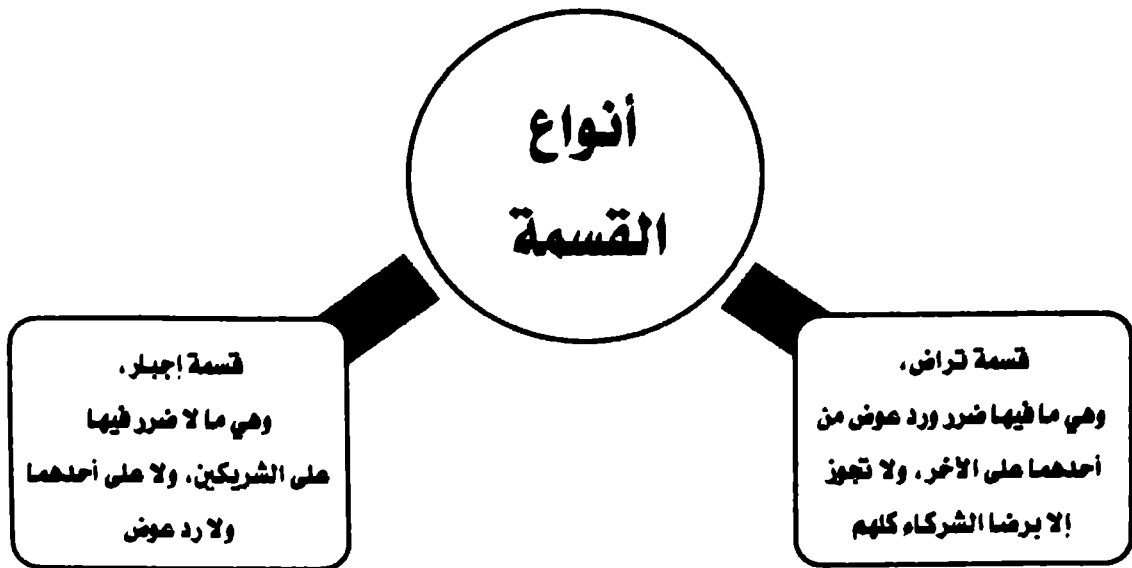 أنواع
القسمة
قسمة تراض،
وهي ما فيها ضرر ورد عوض من
أحدهما على الآخر، ولا تجوز
إلا برضا الشركاء كلهم
قسمة إجبار،
وهي ما لا ضرر فيها
على الشريكين، ولا على أحدهما
ولا رد عوض